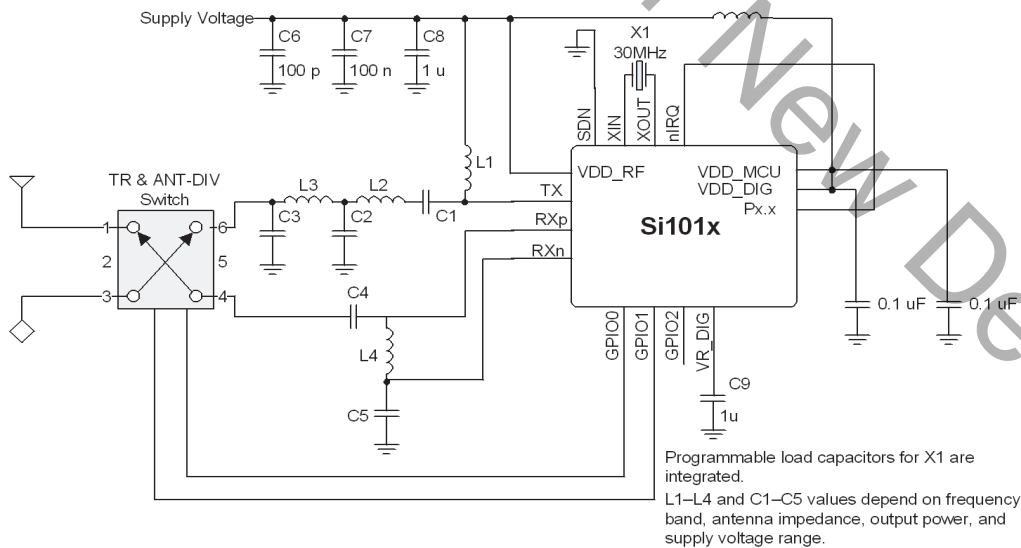 Supply Voltage
C6
C7
C8
100 p
100 n
1 u
X1
30MHz
SDN
XIN
XOUT
nIRQ
L1
VDD_RF
VDD_MCU
VDD_DIG
Px.x
TX
RXp
RXn
Si101x
TR & ANT-DIV
Switch
L3
L2
C1
C3
C2
1
6
2
5
3
4
C4
L4
C5
GPIO0
GPIO1
GPIO2
VR_DIG
C9
1u
0.1 uF
0.1 uF
Programmable load capacitors for X1 are
integrated.
L1–L4 and C1–C5 values depend on frequency
band, antenna impedance, output power, and
supply voltage range.
New De